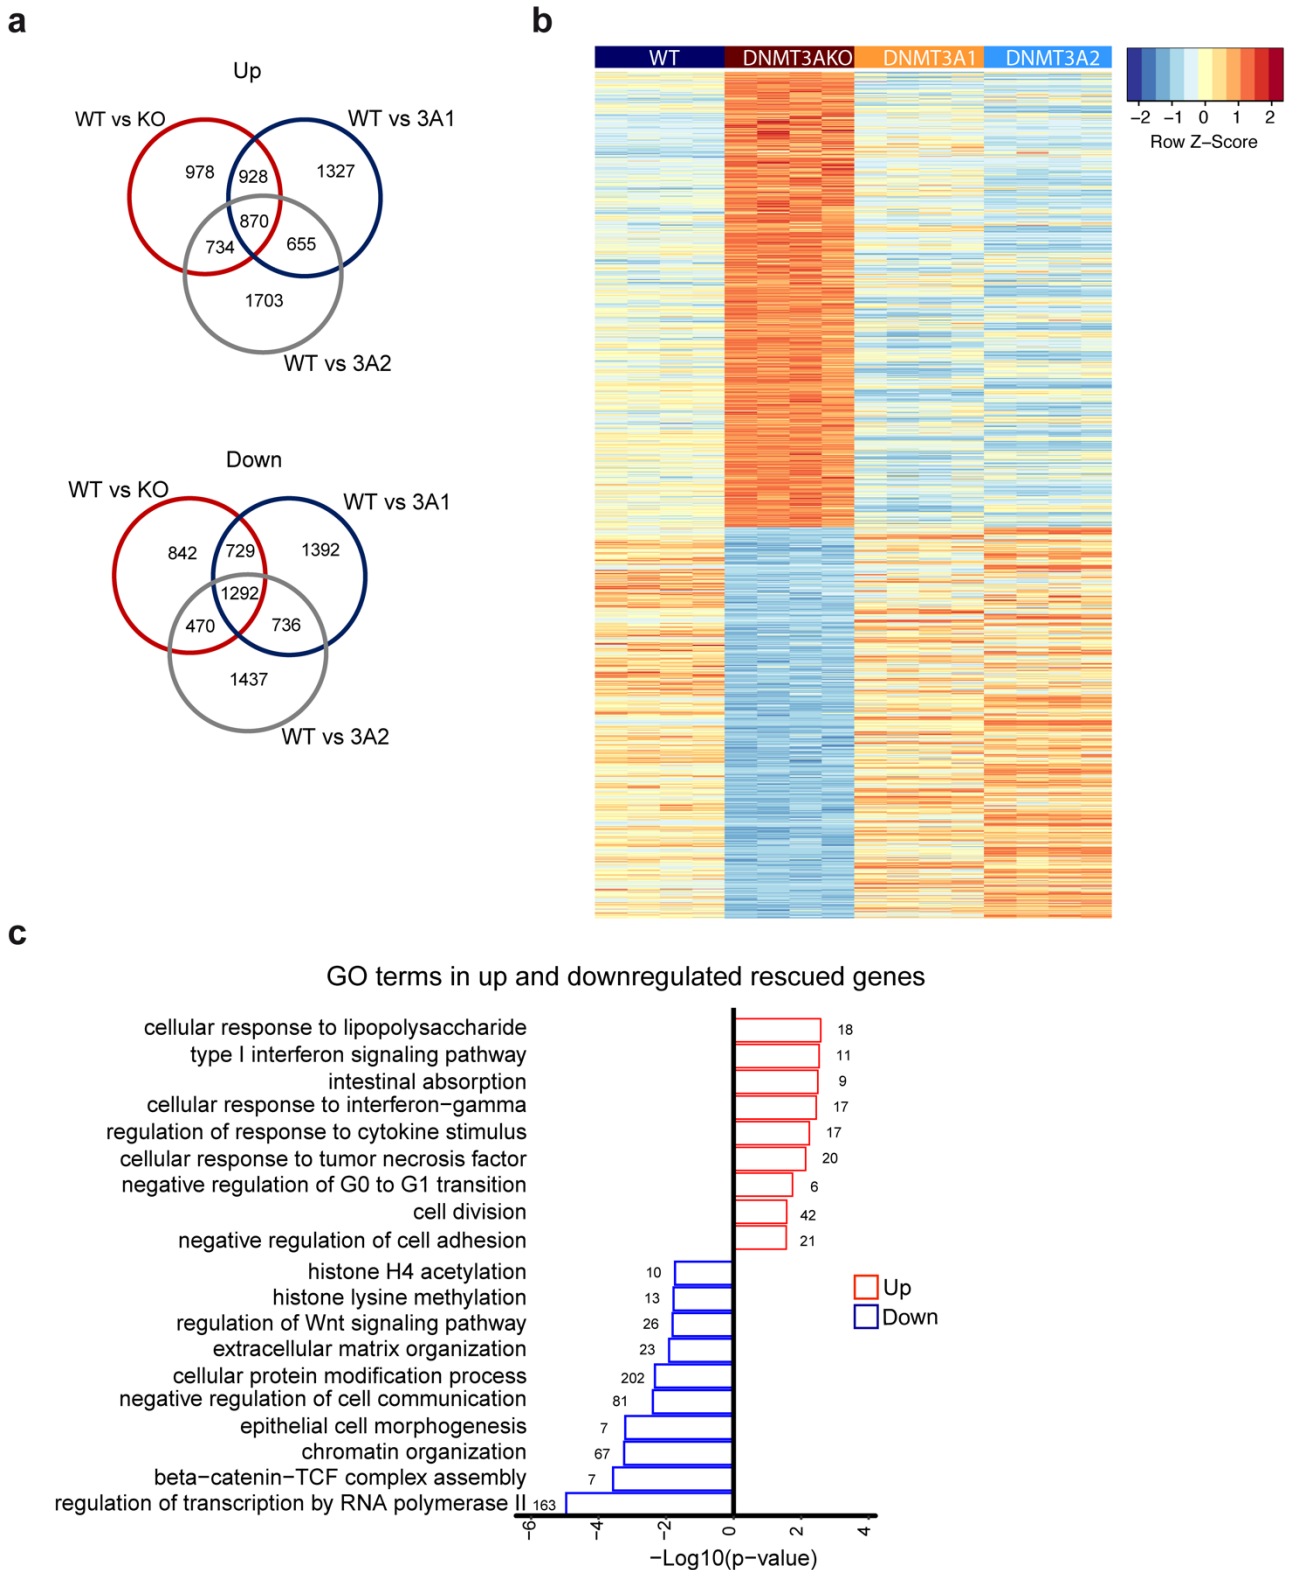 a
Up
WT vs KO
WT vs 3A1
978
928
1327
870
734
655
1703
WT vs 3A2
Down
WT vs KO
WT vs 3A1
842
729
1392
1292
470
736
1437
WT vs 3A2
b
WT
DNMT3AKO
DNMT3A1
DNMT3A2
−2 −1 0 1 2
Row Z−Score
c
GO terms in up and downregulated rescued genes
cellular response to lipopolysaccharide 18
type I interferon signaling pathway 11
intestinal absorption 9
cellular response to interferon−gamma 17
regulation of response to cytokine stimulus 17
cellular response to tumor necrosis factor 20
negative regulation of G0 to G1 transition 6
cell division 42
negative regulation of cell adhesion 21
histone H4 acetylation 10
histone lysine methylation 13
regulation of Wnt signaling pathway 26
extracellular matrix organization 23
cellular protein modification process 202
negative regulation of cell communication 81
epithelial cell morphogenesis 7
chromatin organization 67
beta−catenin−TCF complex assembly 7
regulation of transcription by RNA polymerase II 163
Up
Down
−6 −4 −2 0 2 4
−Log10(p−value)